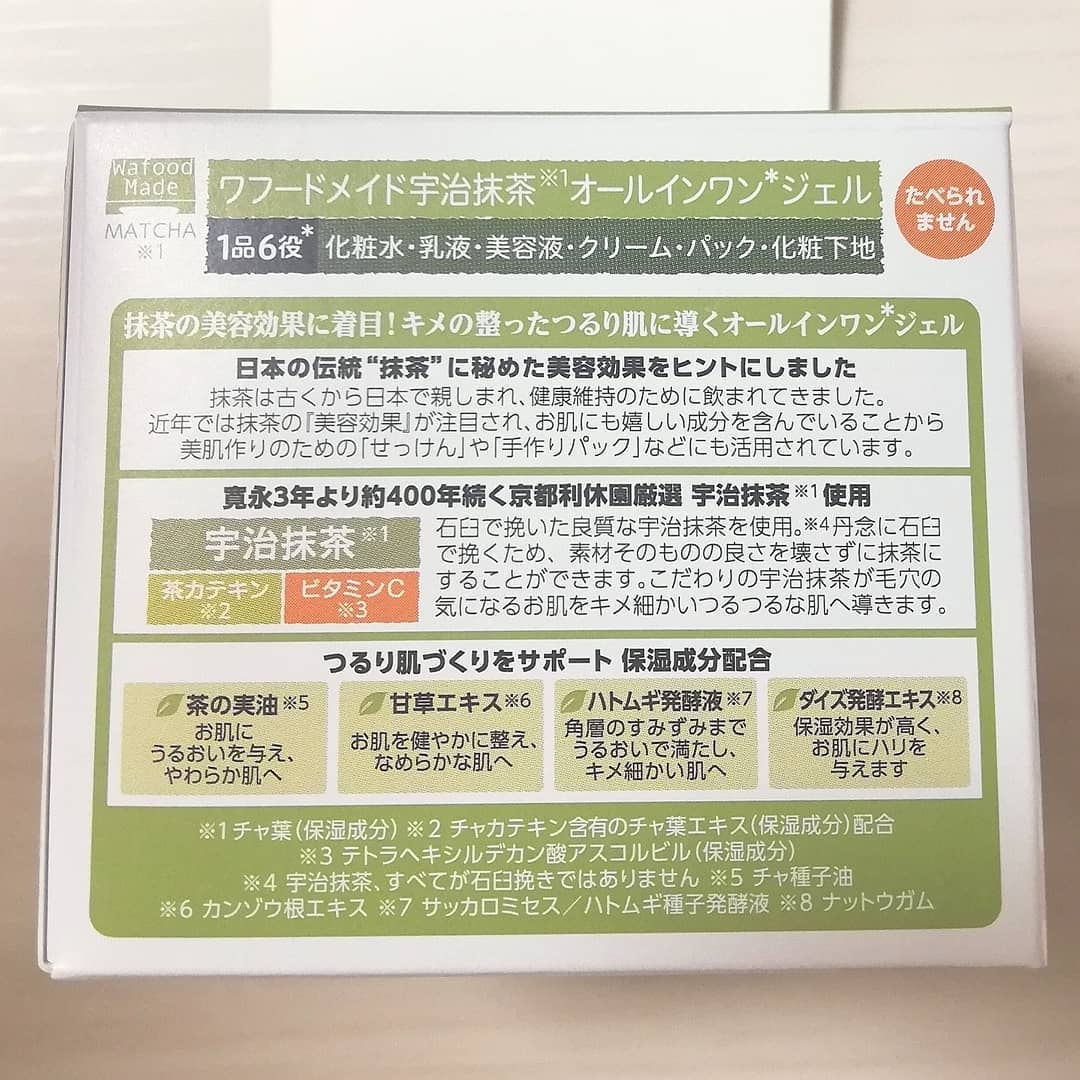 Wafood
Made
MATCHA
※1
ワフードメイド宇治抹茶※1オールインワン*ジェル
1品6役* 化粧水・乳液・美容液・クリーム・パック・化粧下地
たべられ
ません
抹茶の美容効果に着目！キメの整ったつるり肌に導くオールインワン*ジェル
日本の伝統“抹茶”に秘めた美容効果をヒントにしました
抹茶は古くから日本で親しまれ、健康維持のために飲まれてきました。
近年では抹茶の『美容効果』が注目され、お肌にも嬉しい成分を含んでいることから
美肌作りのための「せっけん」や「手作りパック」などにも活用されています。
寛永3年より約400年続く京都利休園厳選 宇治抹茶※1使用
宇治抹茶※1
茶カテキン
※2
ビタミンC
※3
石臼で挽いた良質な宇治抹茶を使用。※4丹念に石臼
で挽くため、素材そのものの良さを壊さずに抹茶に
することができます。こだわりの宇治抹茶が毛穴の
気になるお肌をキメ細かいつるつるな肌へ導きます。
つるり肌づくりをサポート 保湿成分配合
茶の実油※5
お肌に
うるおいを与え、
やわらか肌へ
甘草エキス※6
お肌を健やかに整え、
なめらかな肌へ
ハトムギ発酵液※7
角層のすみずみまで
うるおいで満たし、
キメ細かい肌へ
ダイズ発酵エキス※8
保湿効果が高く、
お肌にハリを
与えます
※1チャ葉（保湿成分）※2 チャカテキン含有のチャ葉エキス（保湿成分）配合
※3 テトラヘキシルデカン酸アスコルビル（保湿成分）
※4 宇治抹茶、すべてが石臼挽きではありません ※5 チャ種子油
※6 カンゾウ根エキス ※7 サッカロミセス／ハトムギ種子発酵液 ※8 ナットウガム